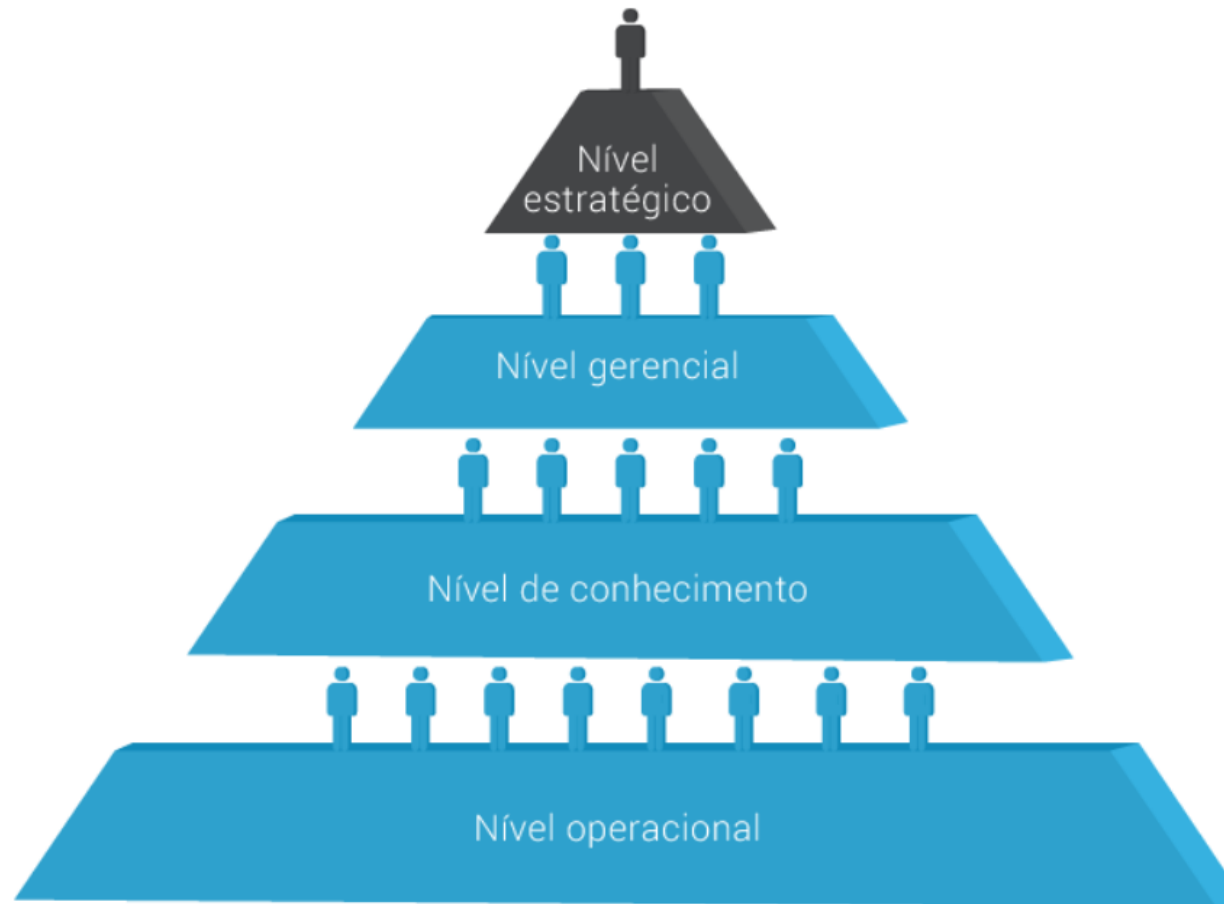 Nível
estratégico
Nível gerencial
Nível de conhecimento
Nível operacional